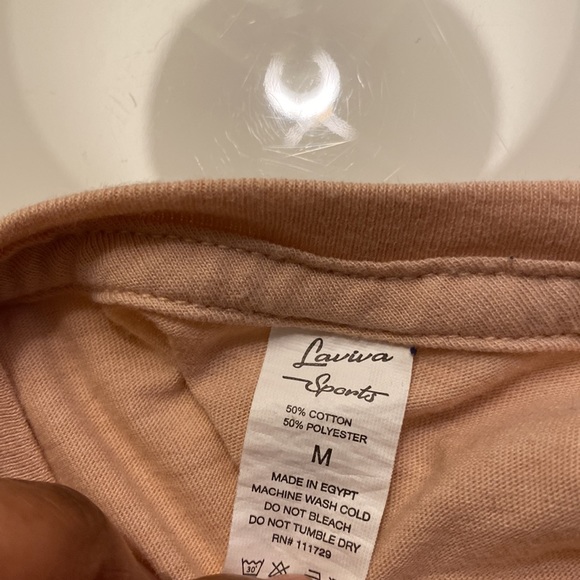 Laviva
Sports
50% COTTON
50% POLYESTER
M
MADE IN EGYPT
MACHINE WASH COLD
DO NOT BLEACH
DO NOT TUMBLE DRY
RN# 111729
30°